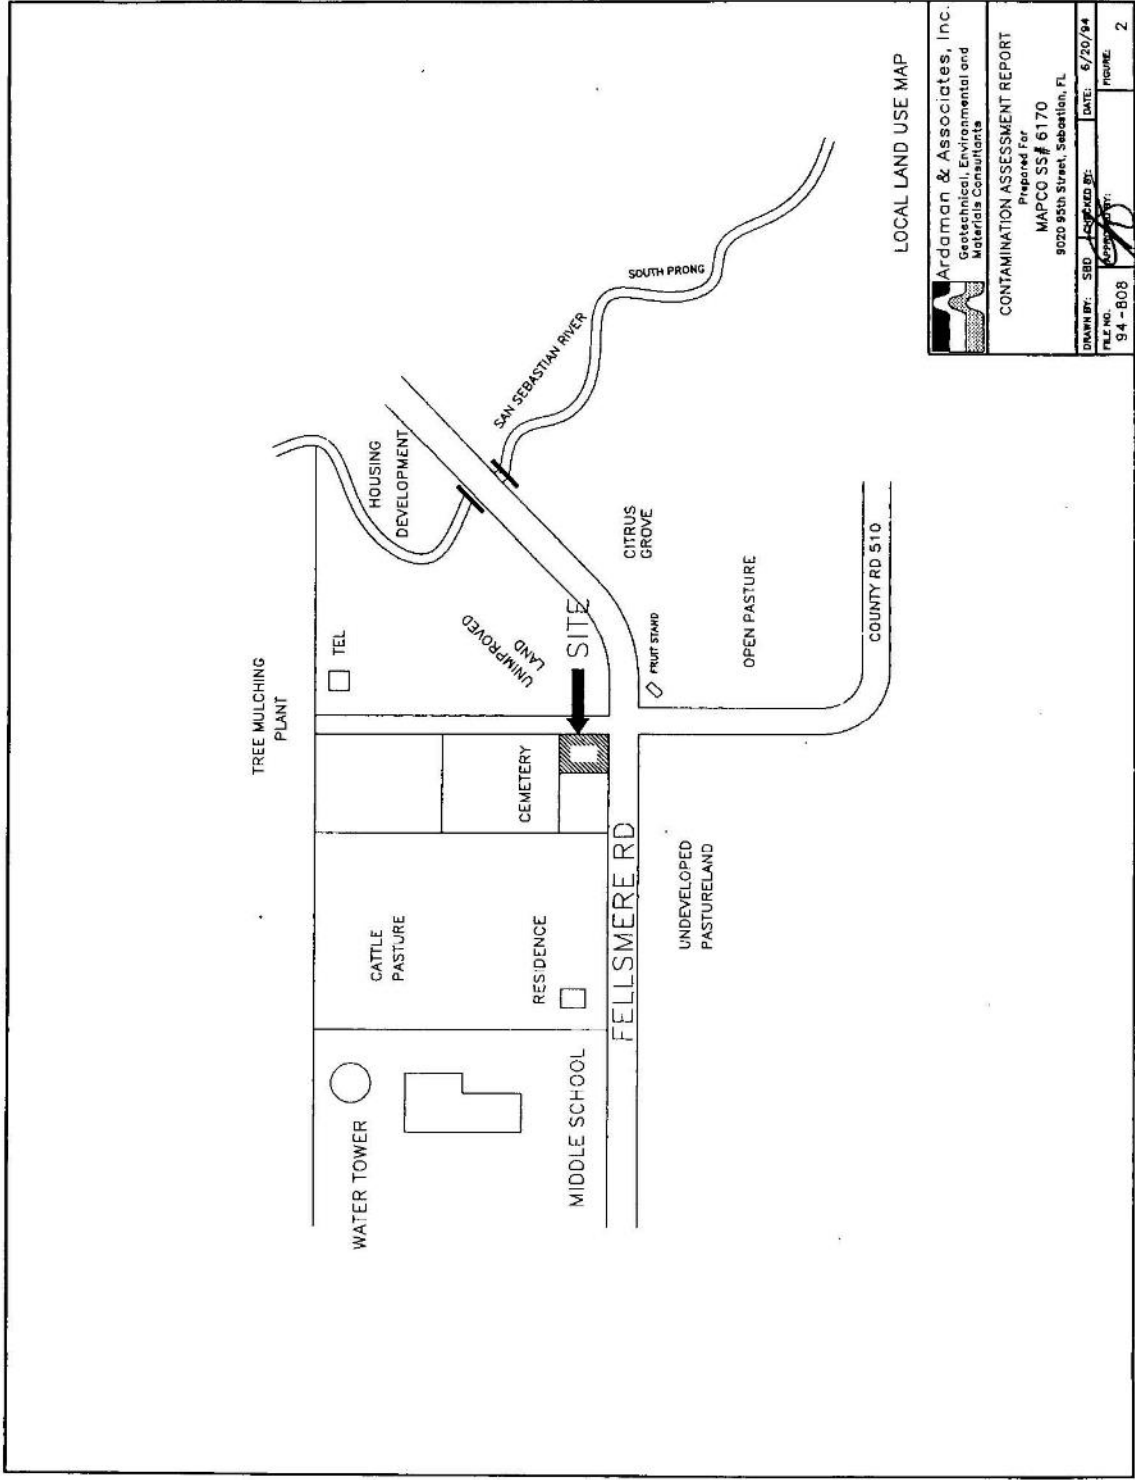 TREE MULCHING
PLANT
WATER TOWER
CATTLE
PASTURE
TEL
HOUSING
DEVELOPMENT
MIDDLE SCHOOL
RESIDENCE
CEMETERY
UNIMPROVED
LAND
SITE
SAN SEBASTIAN RIVER
SOUTH PRONG
FELLSMERE RD
FRUIT STAND
CITRUS
GROVE
UNDEVELOPED
PASTURELAND
OPEN PASTURE
COUNTY RD 510
LOCAL LAND USE MAP
Ardaman & Associates, Inc.
Geotechnical, Environmental and
Materials Consultants
CONTAMINATION ASSESSMENT REPORT
Prepared For
MAPCO SS# 6170
9020 95th Street, Sebastian, FL
DRAWN BY: SBD CHECKED BY: DATE: 6/20/94
FILE NO. APPROVED BY: FIGURE:
94-808 2